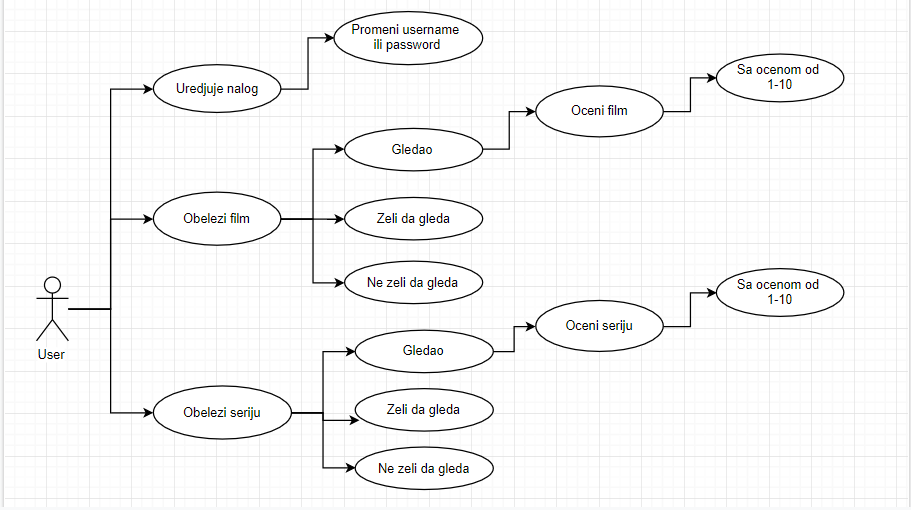 Promeni username
ili password
Uredjuje nalog
Sa ocenom od
1-10
Oceni film
Gledao
Obelezi film
Zeli da gleda
Ne zeli da gleda
Sa ocenom od
1-10
Oceni seriju
User
Gledao
Obelezi seriju
Zeli da gleda
Ne zeli da gleda